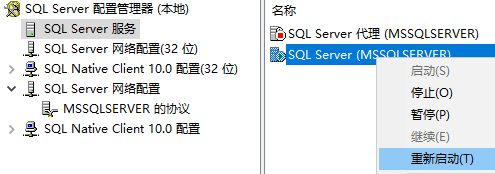 SQL Server 配置管理器 (本地)
SQL Server 服务
SQL Server 网络配置(32 位)
SQL Native Client 10.0 配置(32 位)
SQL Server 网络配置
MSSQLSERVER 的协议
SQL Native Client 10.0 配置
名称
SQL Server 代理 (MSSQLSERVER)
SQL Server (MSSQLSERVER)
启动(S)
停止(O)
暂停(P)
继续(E)
重新启动(T)